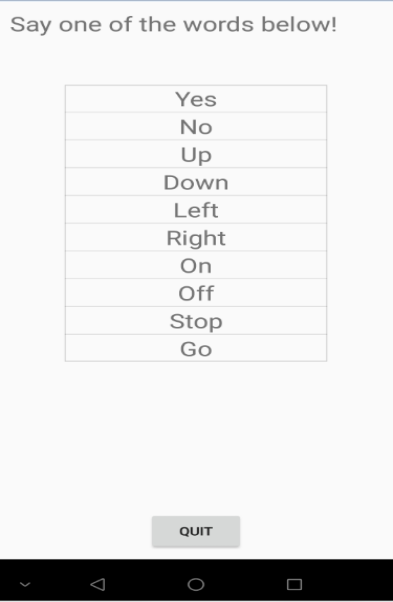 Say one of the words below!
Yes
No
Up
Down
Left
Right
On
Off
Stop
Go
QUIT